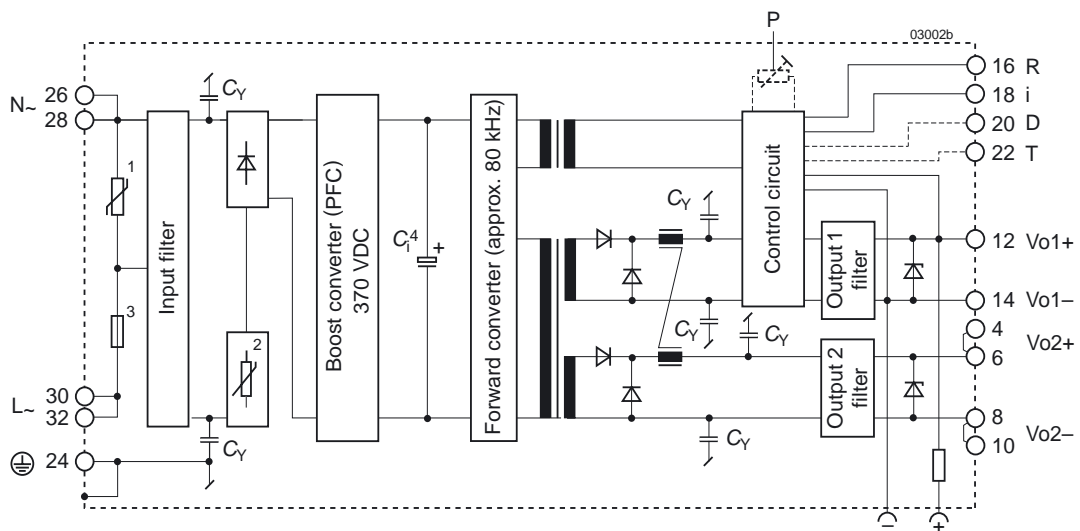 P
03002b
N~
26
28
L~
30
32
24
1
3
Input filter
CY
CY
2
Boost converter (PFC)
370 VDC
Ci4
+
Forward converter (approx. 80 kHz)
CY
CY
CY
CY
Control circuit
Output 1
filter
Output 2
filter
16 R
18 i
20 D
22 T
12 Vo1+
14 Vo1–
4
Vo2+
6
8
Vo2–
10
–
+